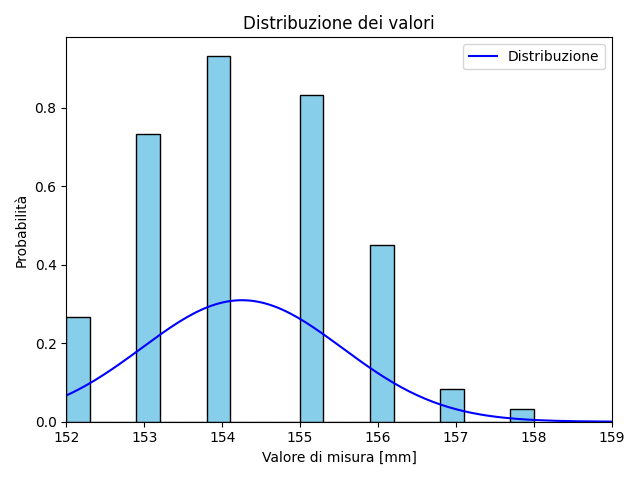 Distribuzione dei valori
Distribuzione
Probabilità
0.8
0.6
0.4
0.2
0.0
152 153 154 155 156 157 158 159
Valore di misura [mm]